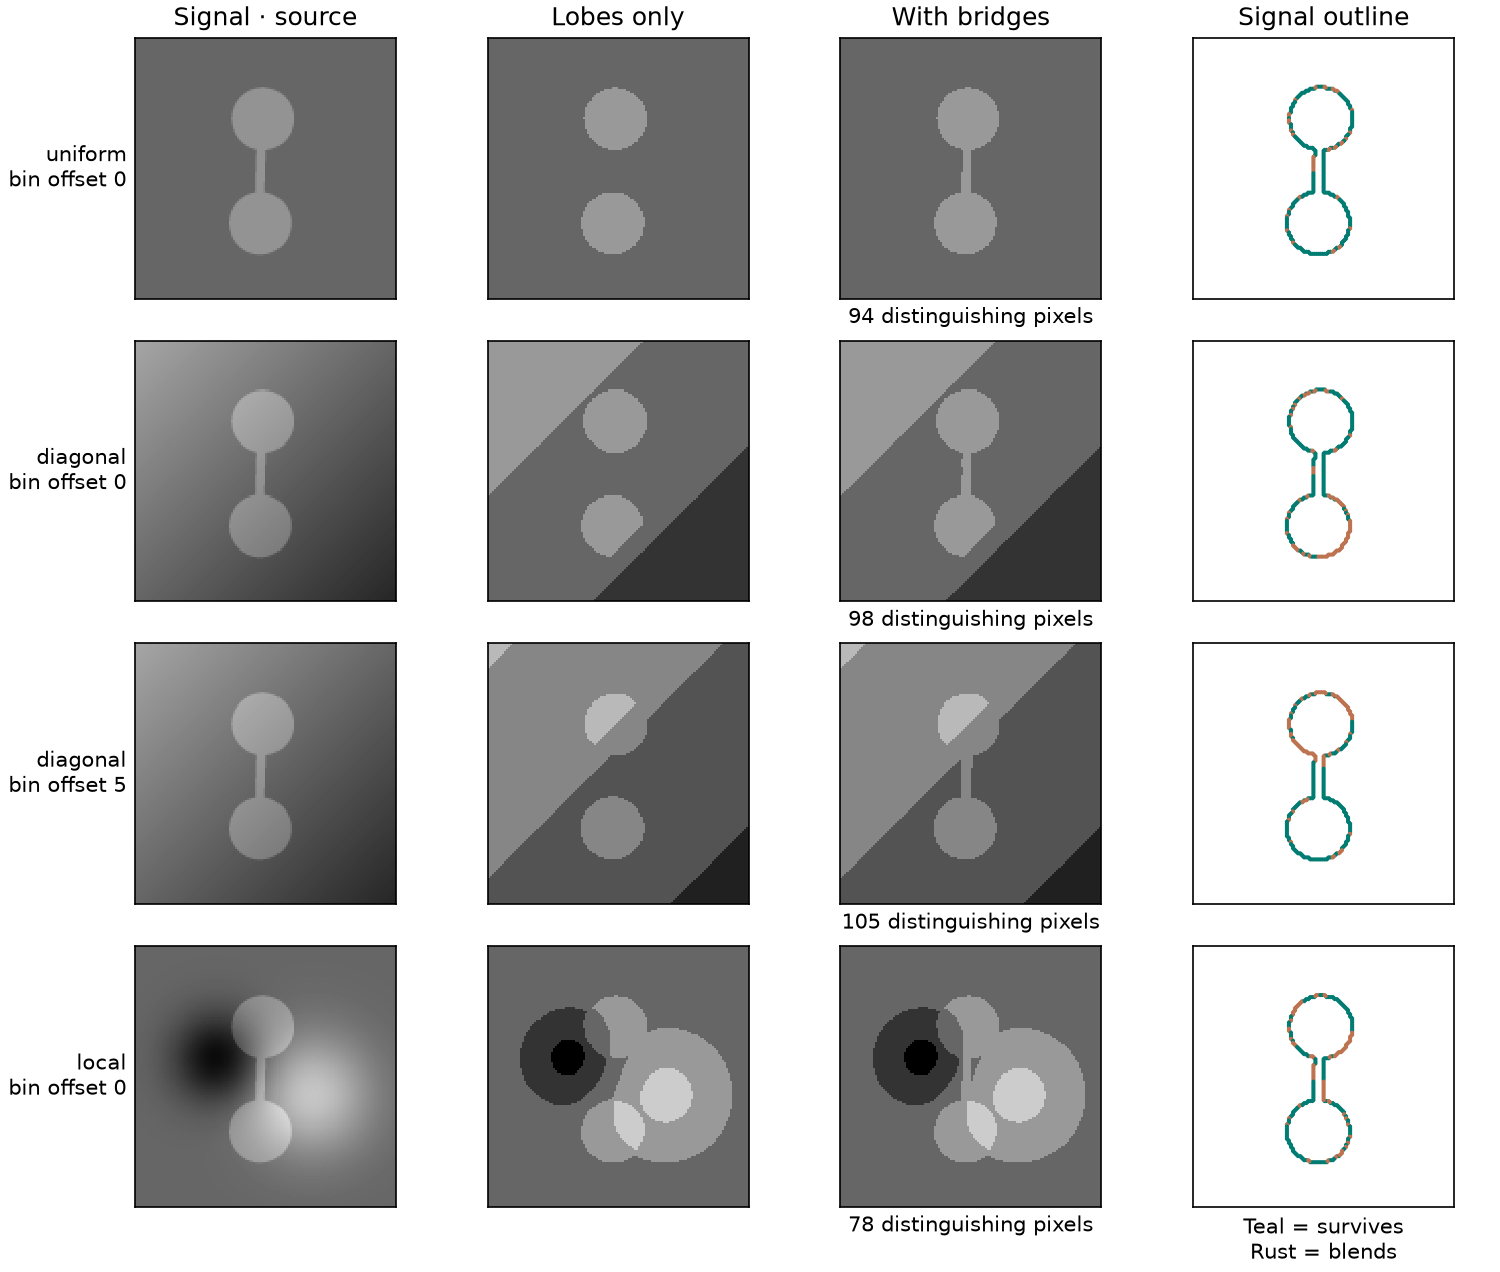 Signal · source
Lobes only
With bridges
Signal outline
uniform
bin offset 0
94 distinguishing pixels
diagonal
bin offset 0
98 distinguishing pixels
diagonal
bin offset 5
105 distinguishing pixels
local
bin offset 0
78 distinguishing pixels
Teal = survives
Rust = blends